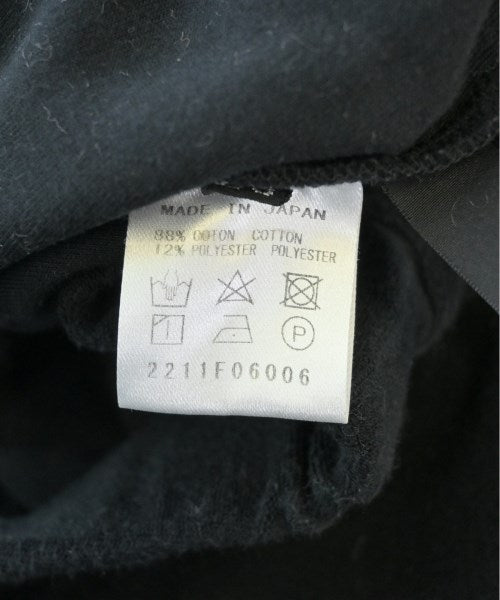 MADE IN JAPAN
88% COTON COTTON
12% POLYESTER POLYESTER
P
2211F06006